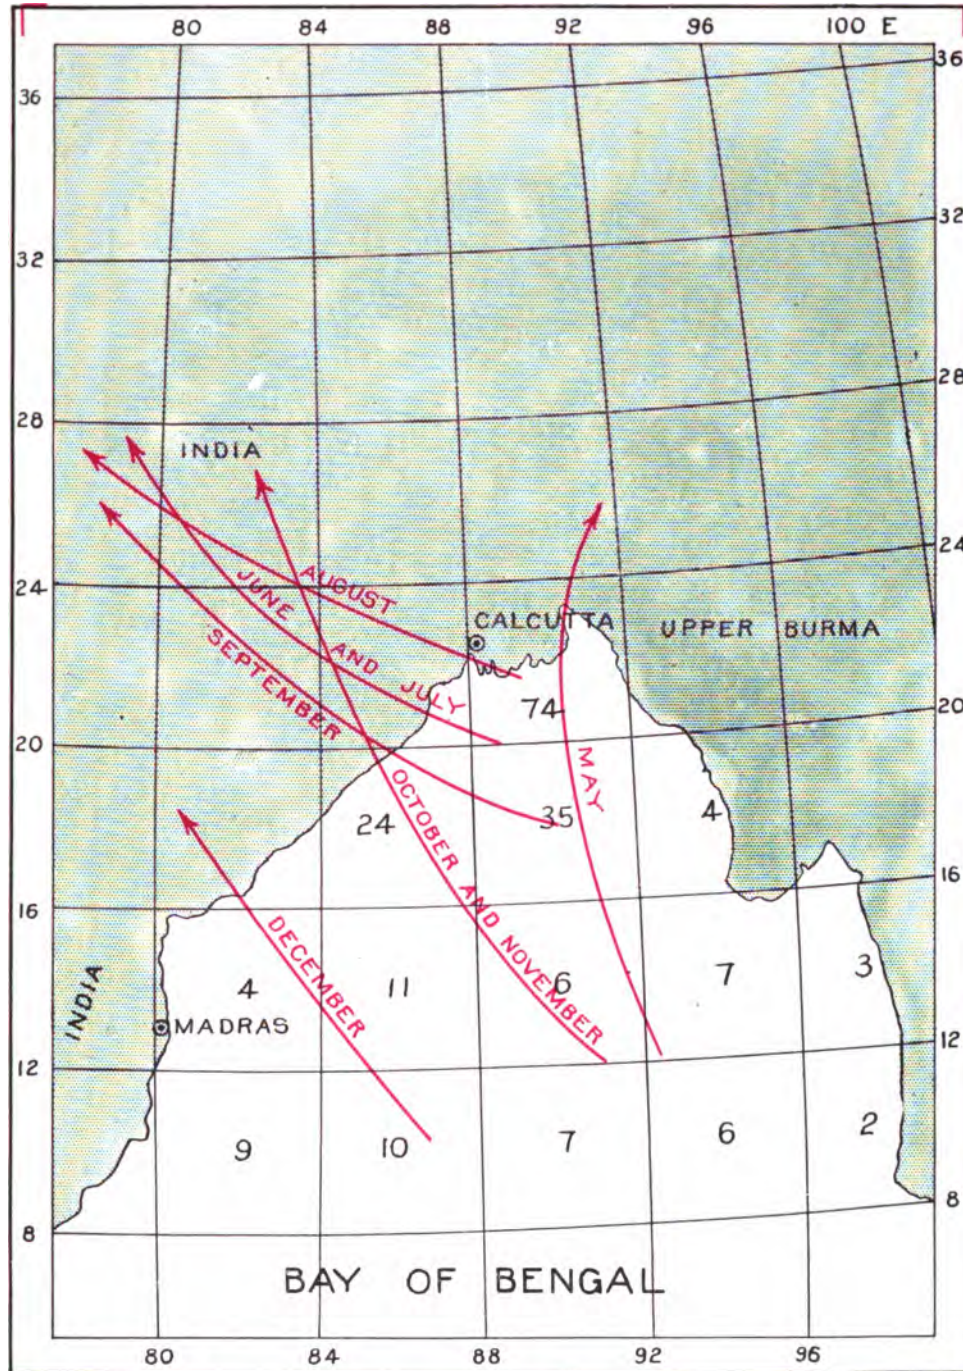 80 84 88 92 96 100 E
36 36
32 32
INDIA
28 28
24 24
AUGUST
JUNE AND JULY
SEPTEMBER
CALCUTTA
UPPER BURMA
74
20 20
MAY
OCTOBER AND NOVEMBER
24 35 4
16 16
DECEMBER
INDIA
4 11 6 7 3
MADRAS
12 12
9 10 7 6 2
8 8
BAY OF BENGAL
80 84 88 92 96